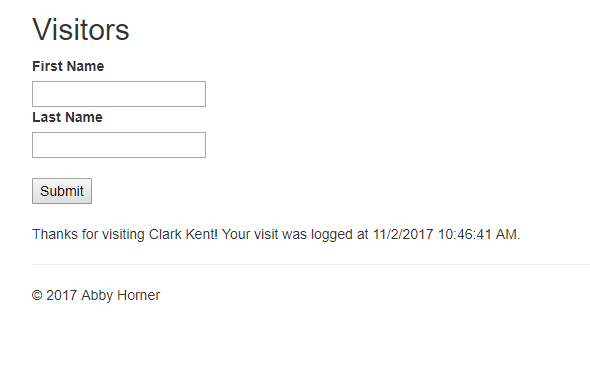 Visitors
First Name
Last Name
Submit
Thanks for visiting Clark Kent! Your visit was logged at 11/2/2017 10:46:41 AM.
© 2017 Abby Horner